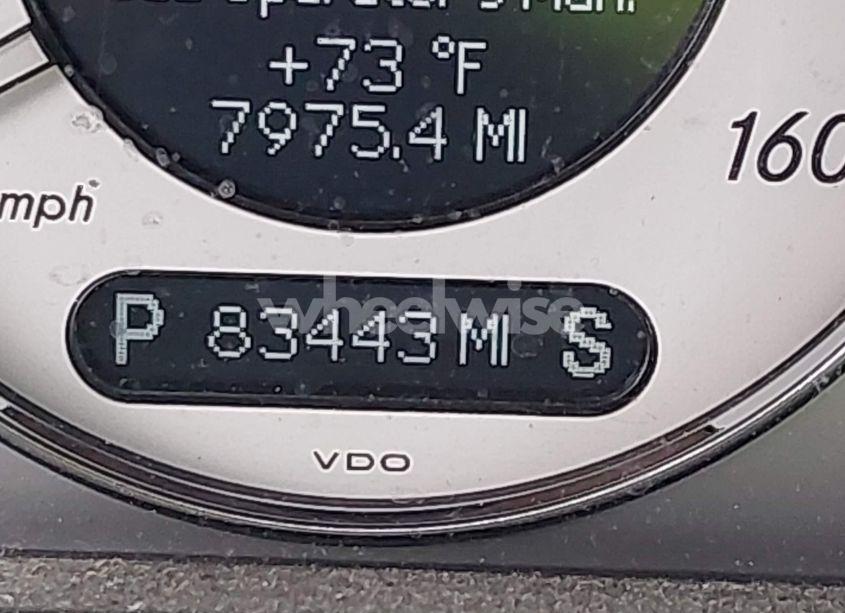 +73 °F
7975.4 MI
160
mph
wheelwise
P 83443 MI S
VDO